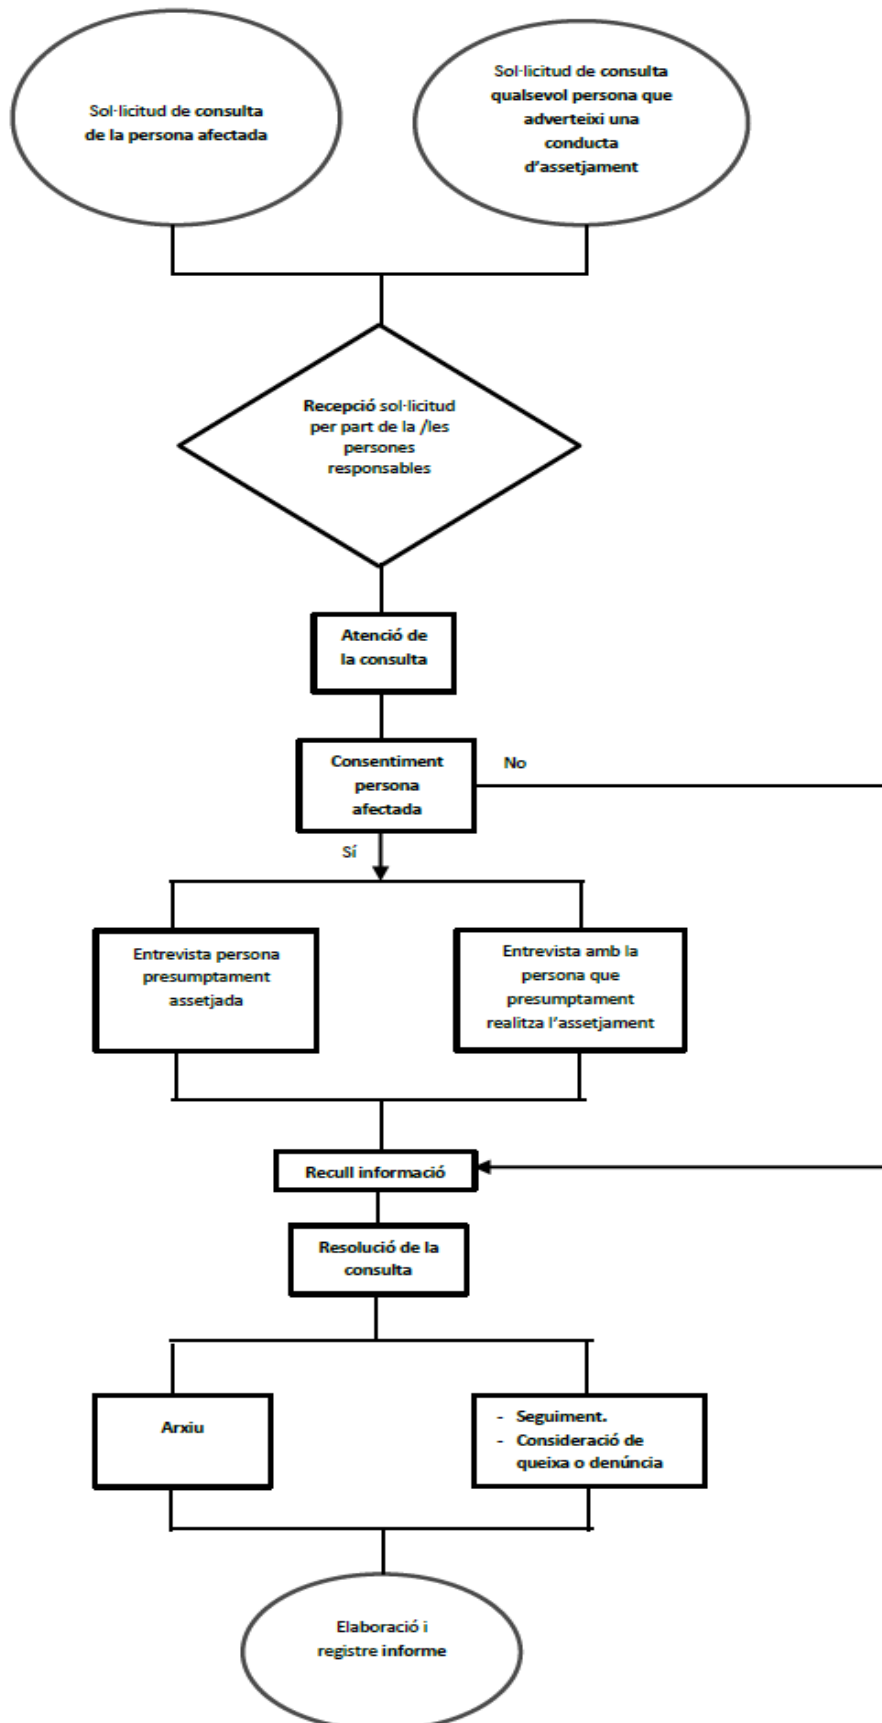 Sol·licitud de consulta
de la persona afectada
Sol·licitud de consulta
qualsevol persona que
adverteixi una
conducta
d'assetjament
Recepció sol·licitud
per part de la /les
persones
responsables
Atenció de
la consulta
Consentiment
persona
afectada
No
Sí
Entrevista persona
presumptament
assetjada
Entrevista amb la
persona que
presumptament
realitza l'assetjament
Recull informació
Resolució de la
consulta
Arxiu
- Seguiment.
- Consideració de
queixa o denúncia
Elaboració i
registre informe